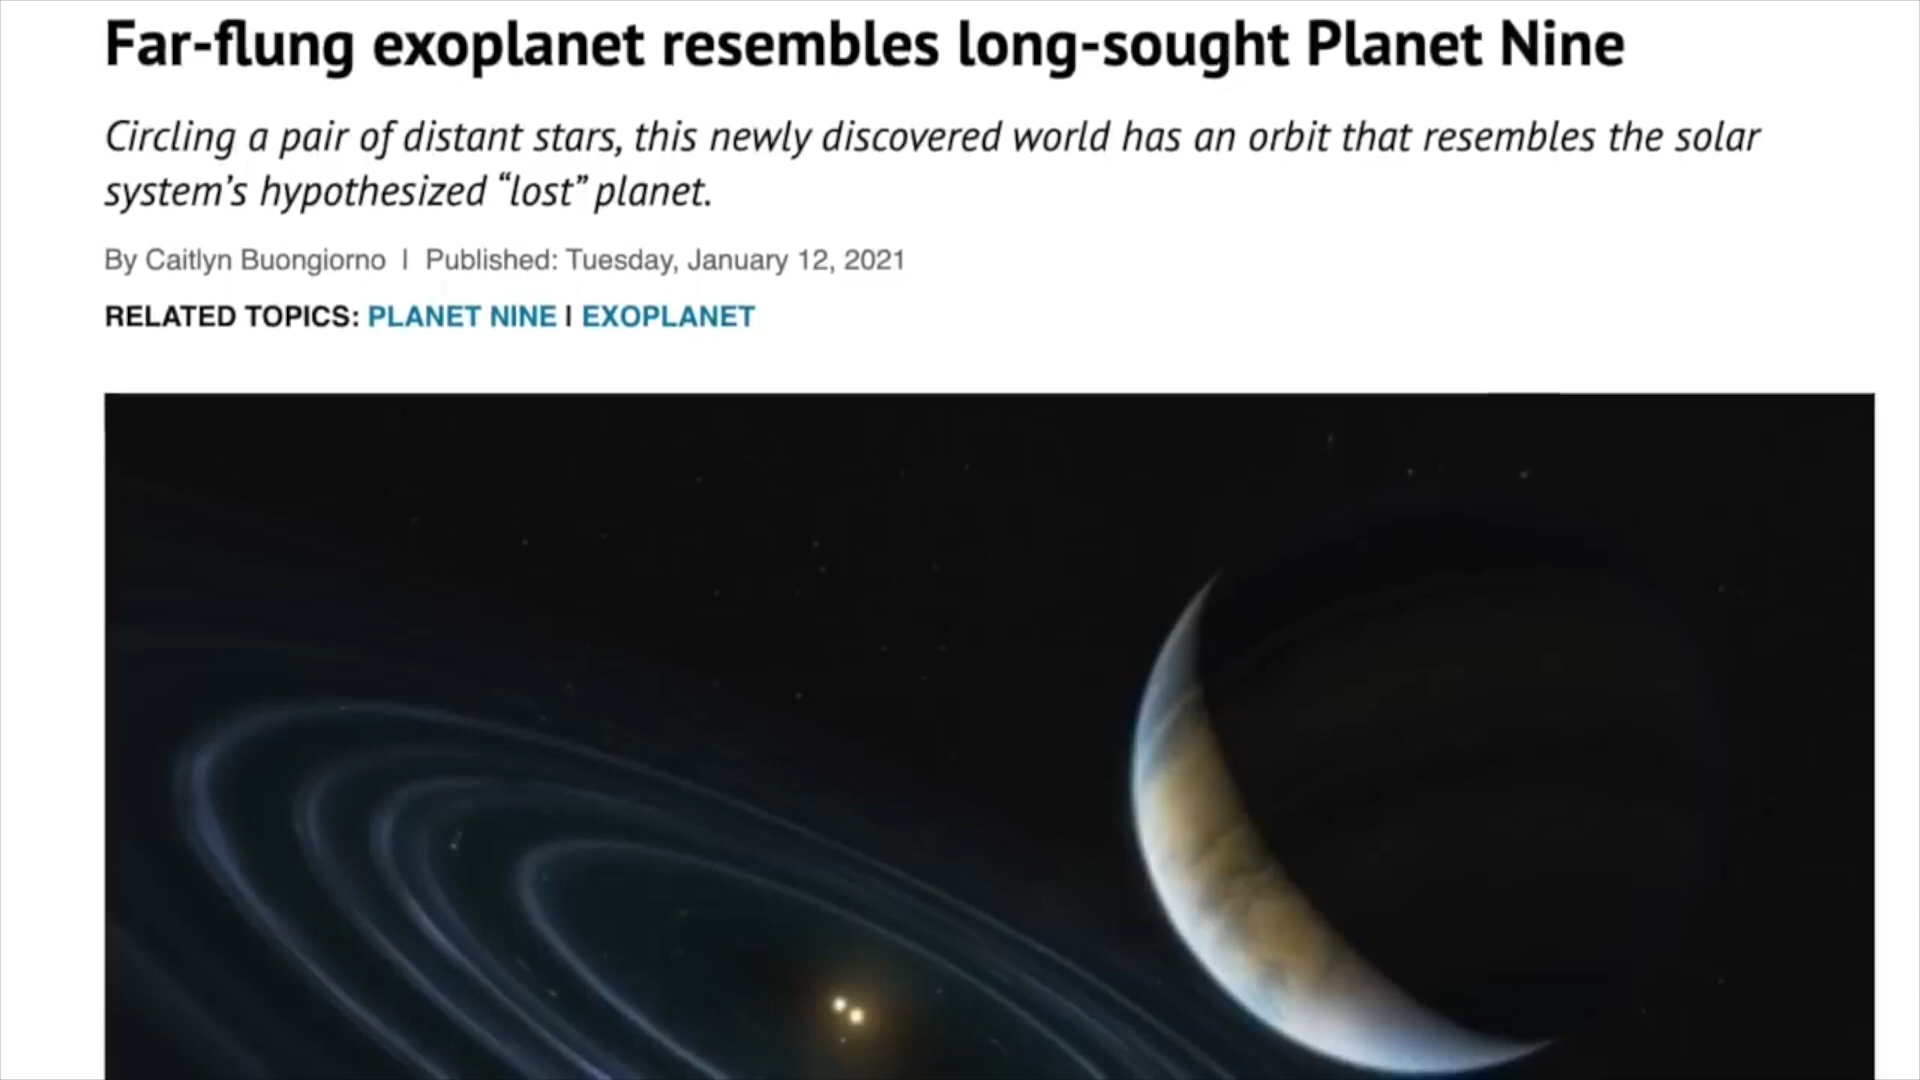 Far-flung exoplanet resembles long-sought Planet Nine
Circling a pair of distant stars, this newly discovered world has an orbit that resembles the solar
system’s hypothesized “lost” planet.
By Caitlyn Buongiorno | Published: Tuesday, January 12, 2021
RELATED TOPICS: PLANET NINE | EXOPLANET